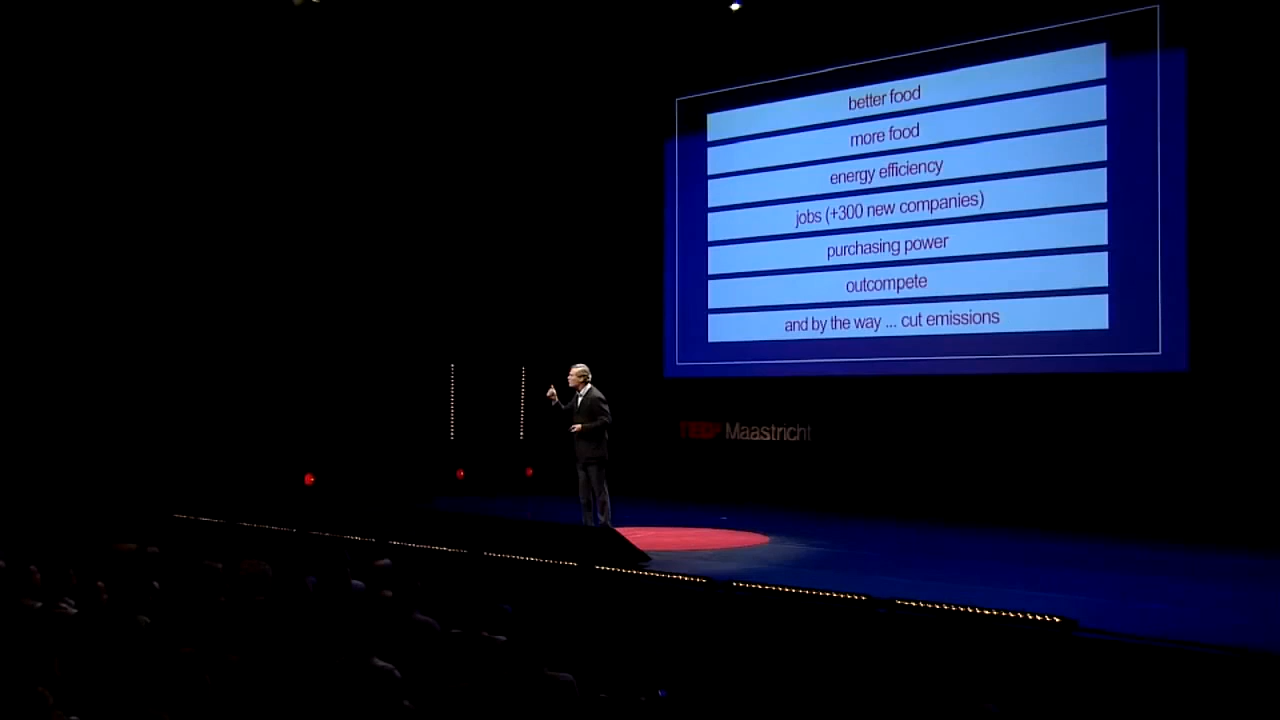 better food
more food
energy efficiency
jobs (+300 new companies)
purchasing power
outcompete
and by the way ... cut emissions
TEDx Maastricht